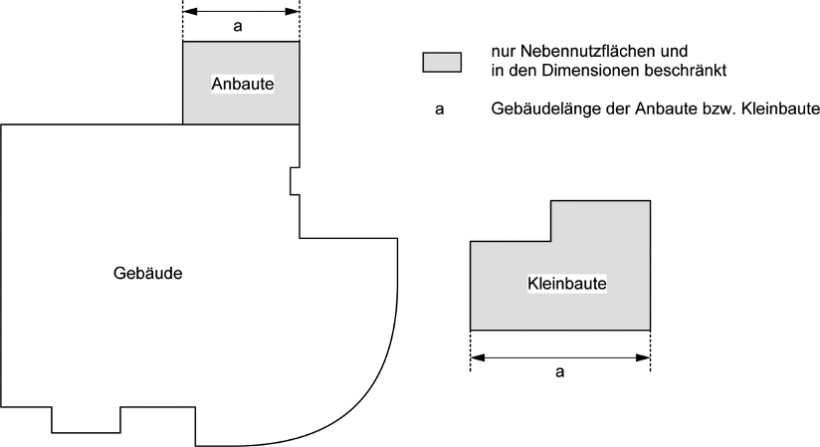 a
Anbaute
nur Nebennutzflächen und
in den Dimensionen beschränkt
a Gebäudelänge der Anbaute bzw. Kleinbaute
Gebäude
Kleinbaute
a